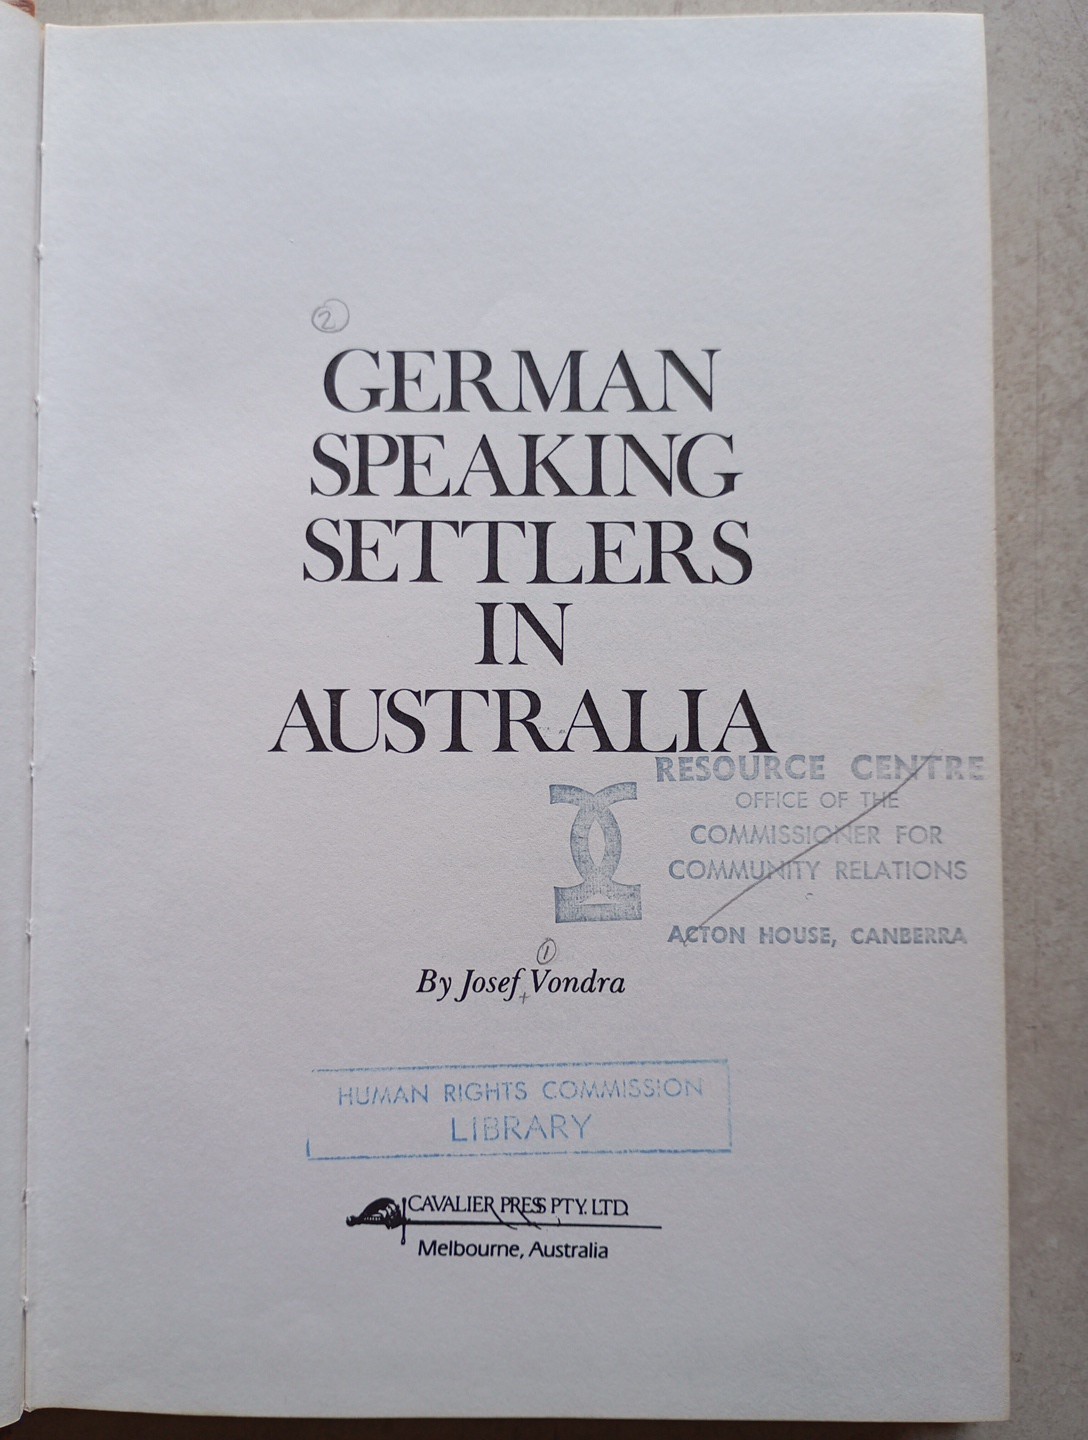 2
GERMAN
SPEAKING
SETTLERS
IN
AUSTRALIA
RESOURCE CENTRE
OFFICE OF THE
COMMISSIONER FOR
COMMUNITY RELATIONS
ACTON HOUSE, CANBERRA
1
By Josef Vondra
HUMAN RIGHTS COMMISSION
LIBRARY
CAVALIER PRESS PTY. LTD.
Melbourne, Australia